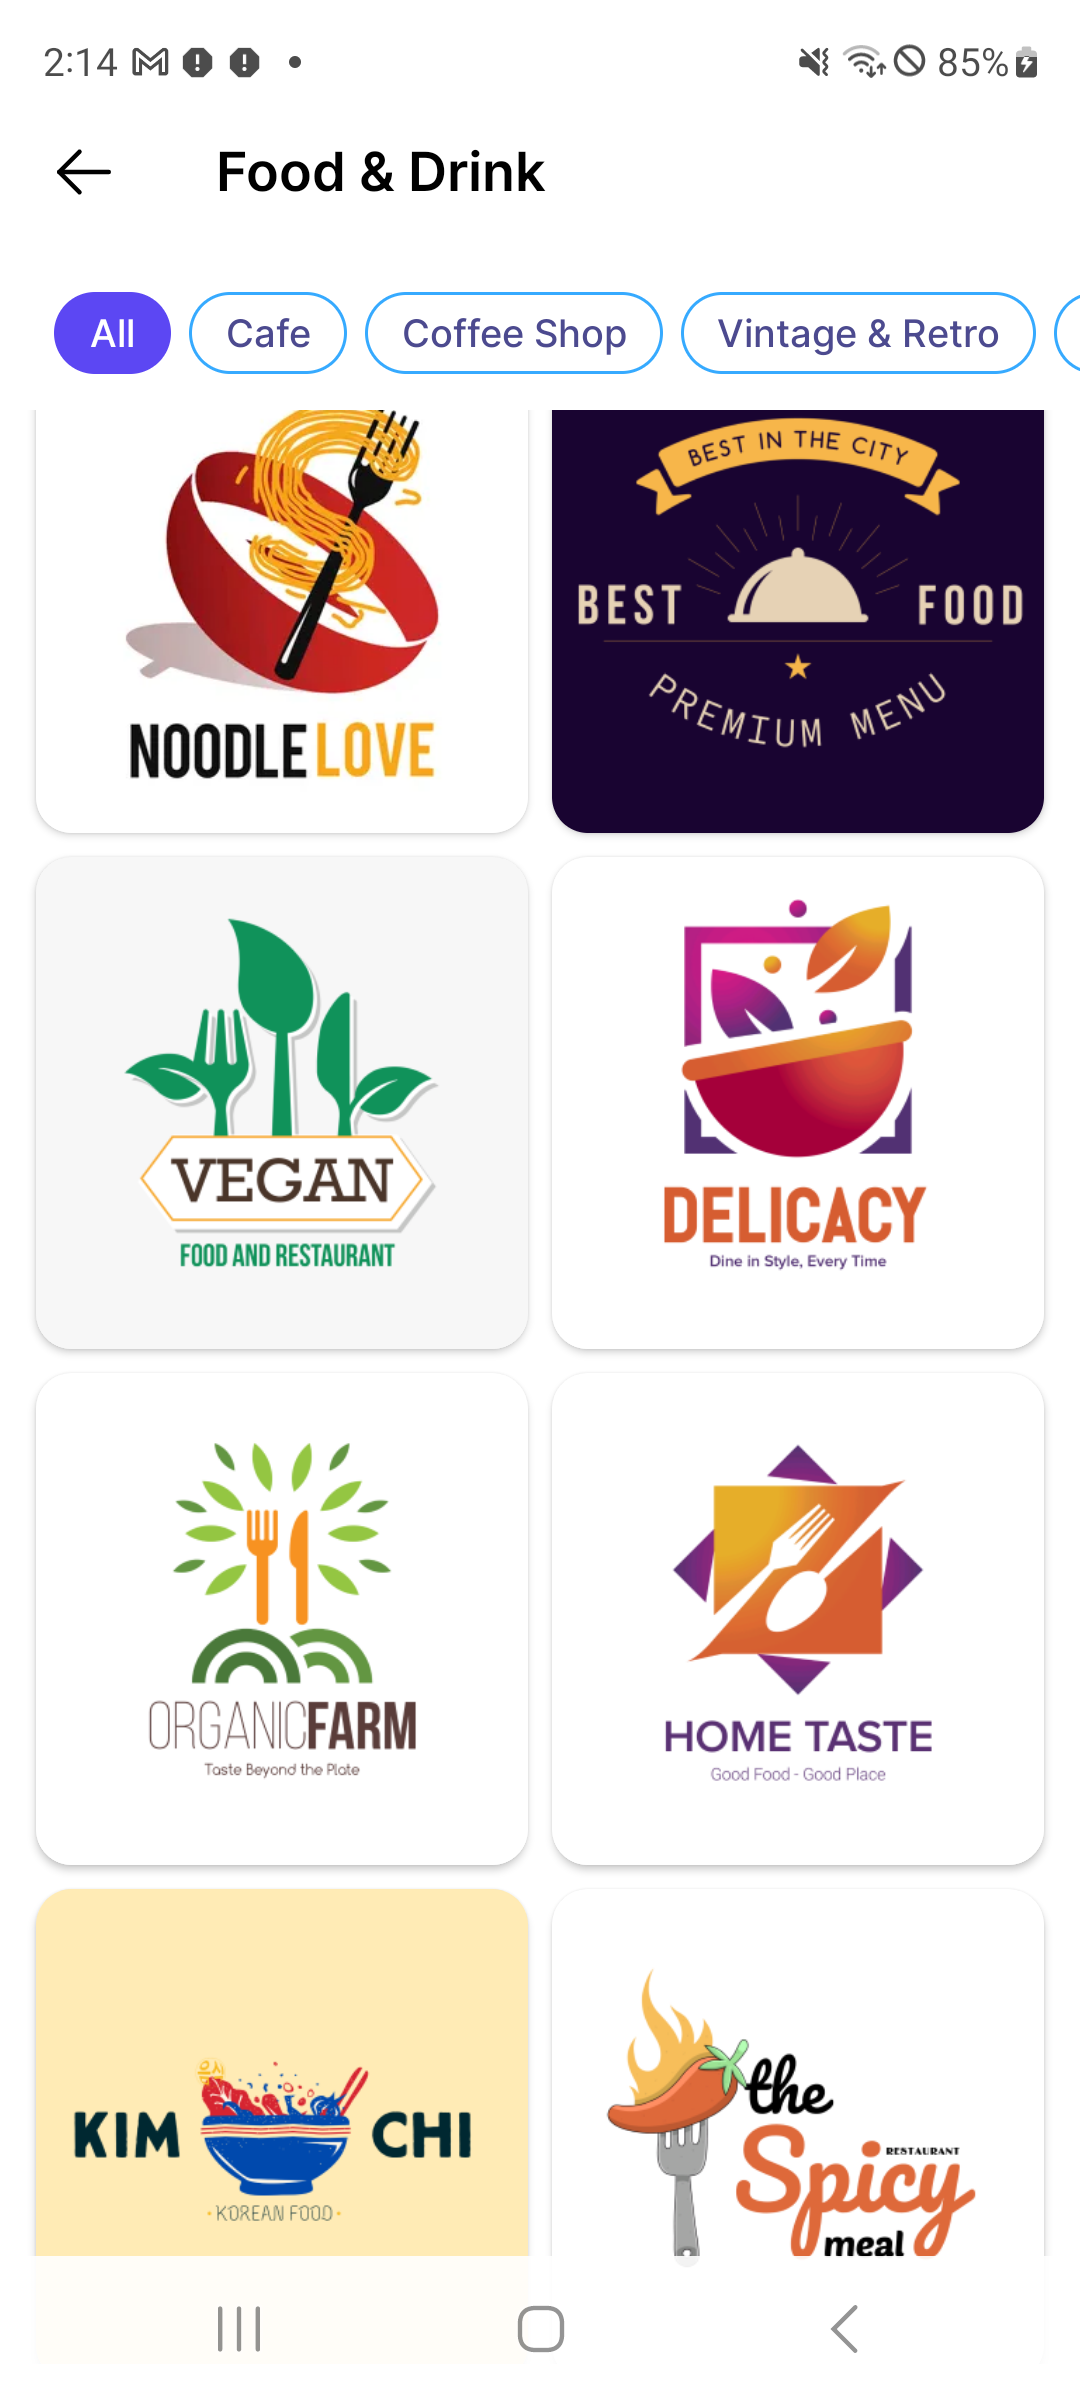 2:14
85%
Food & Drink
All
Cafe
Coffee Shop
Vintage & Retro
NOODLE LOVE
BEST IN THE CITY
BEST FOOD
PREMIUM MENU
VEGAN
FOOD AND RESTAURANT
DELICACY
Dine in Style, Every Time
ORGANICFARM
Taste Beyond the Plate
HOME TASTE
Good Food - Good Place
음식
KIM CHI
• KOREAN FOOD •
the
RESTAURANT
Spicy
meal